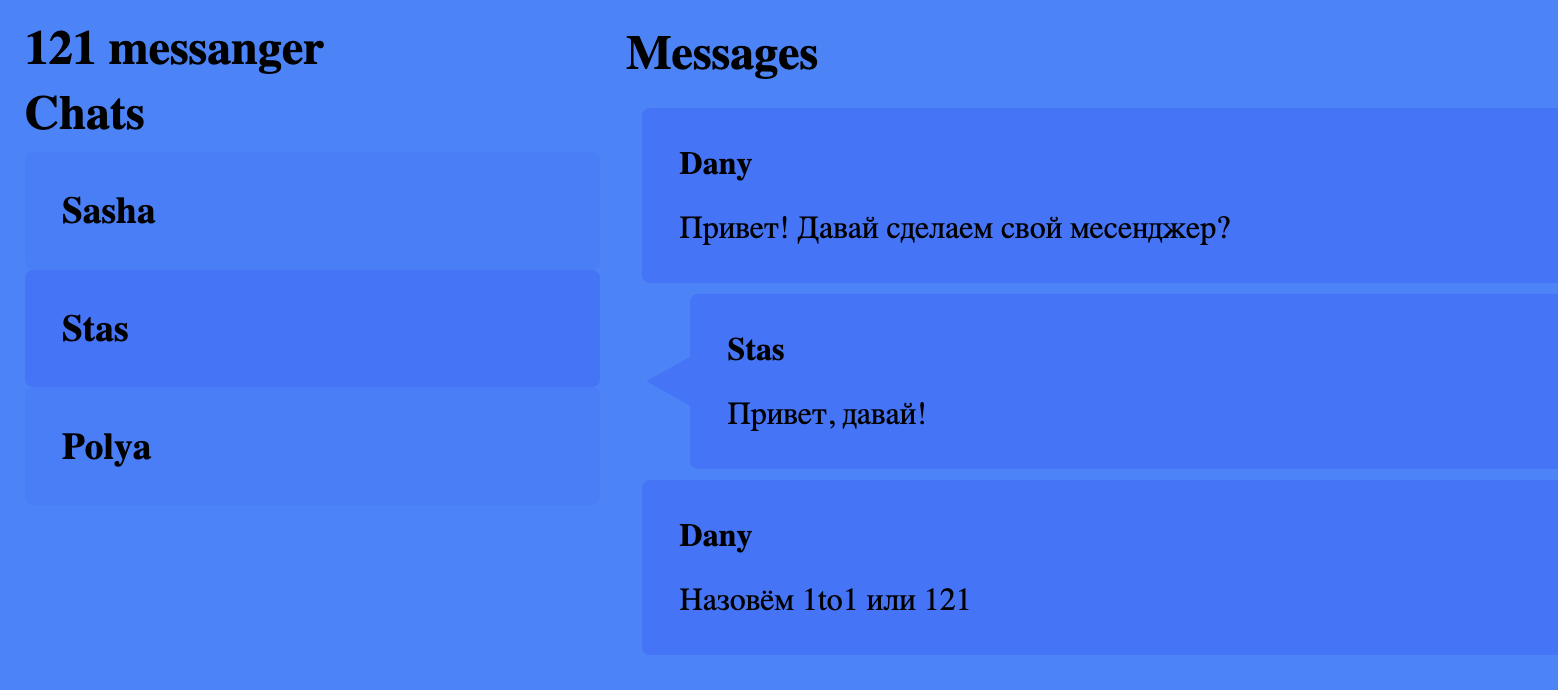 121 messanger
Chats
Sasha
Stas
Polya
Messages
Dany
Привет! Давай сделаем свой месенджер?
Stas
Привет, давай!
Dany
Назовём 1to1 или 121